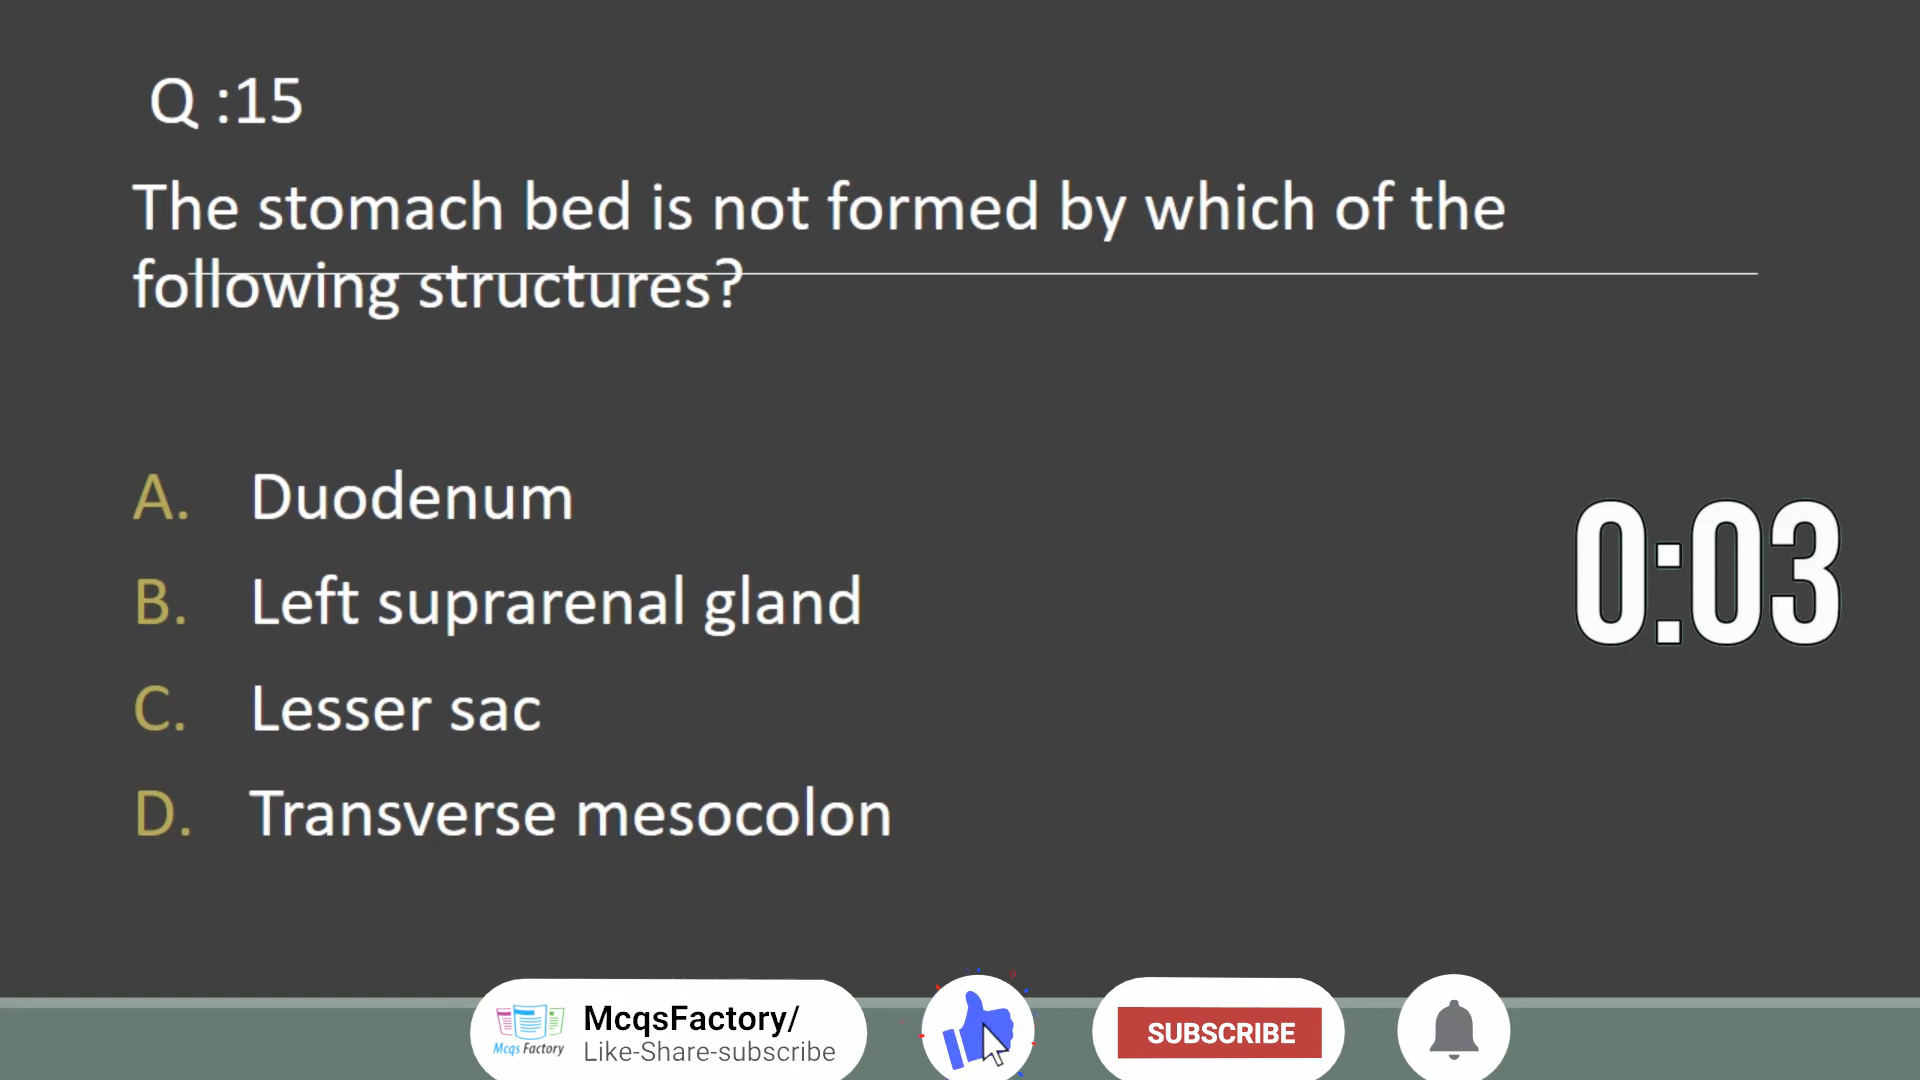 Q :15
The stomach bed is not formed by which of the
following structures?
A. Duodenum
B. Left suprarenal gland
C. Lesser sac
D. Transverse mesocolon
0:03
Mcqs Factory
McqsFactory/
Like-Share-subscribe
SUBSCRIBE